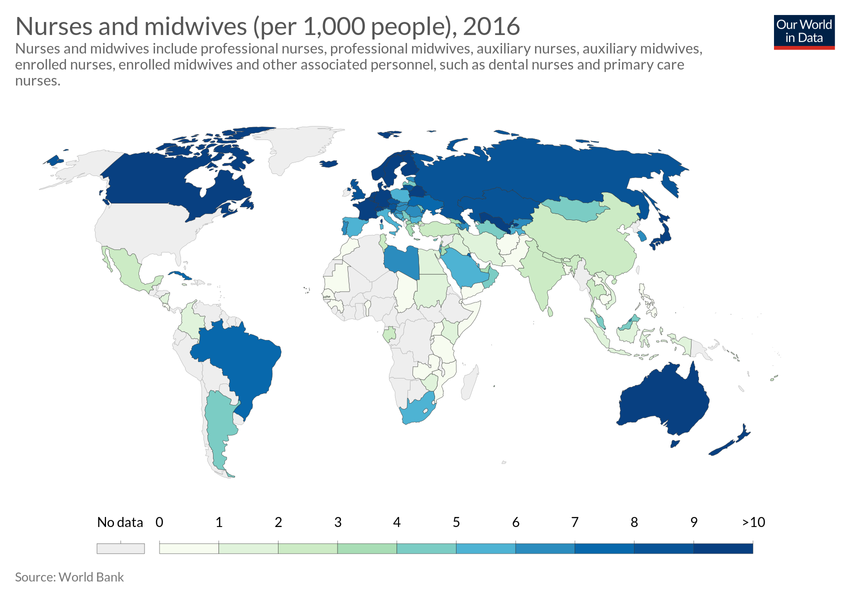 Nurses and midwives (per 1,000 people), 2016
Our World
in Data
Nurses and midwives include professional nurses, professional midwives, auxiliary nurses, auxiliary midwives,
enrolled nurses, enrolled midwives and other associated personnel, such as dental nurses and primary care
nurses.
No data 0 1 2 3 4 5 6 7 8 9 >10
Source: World Bank